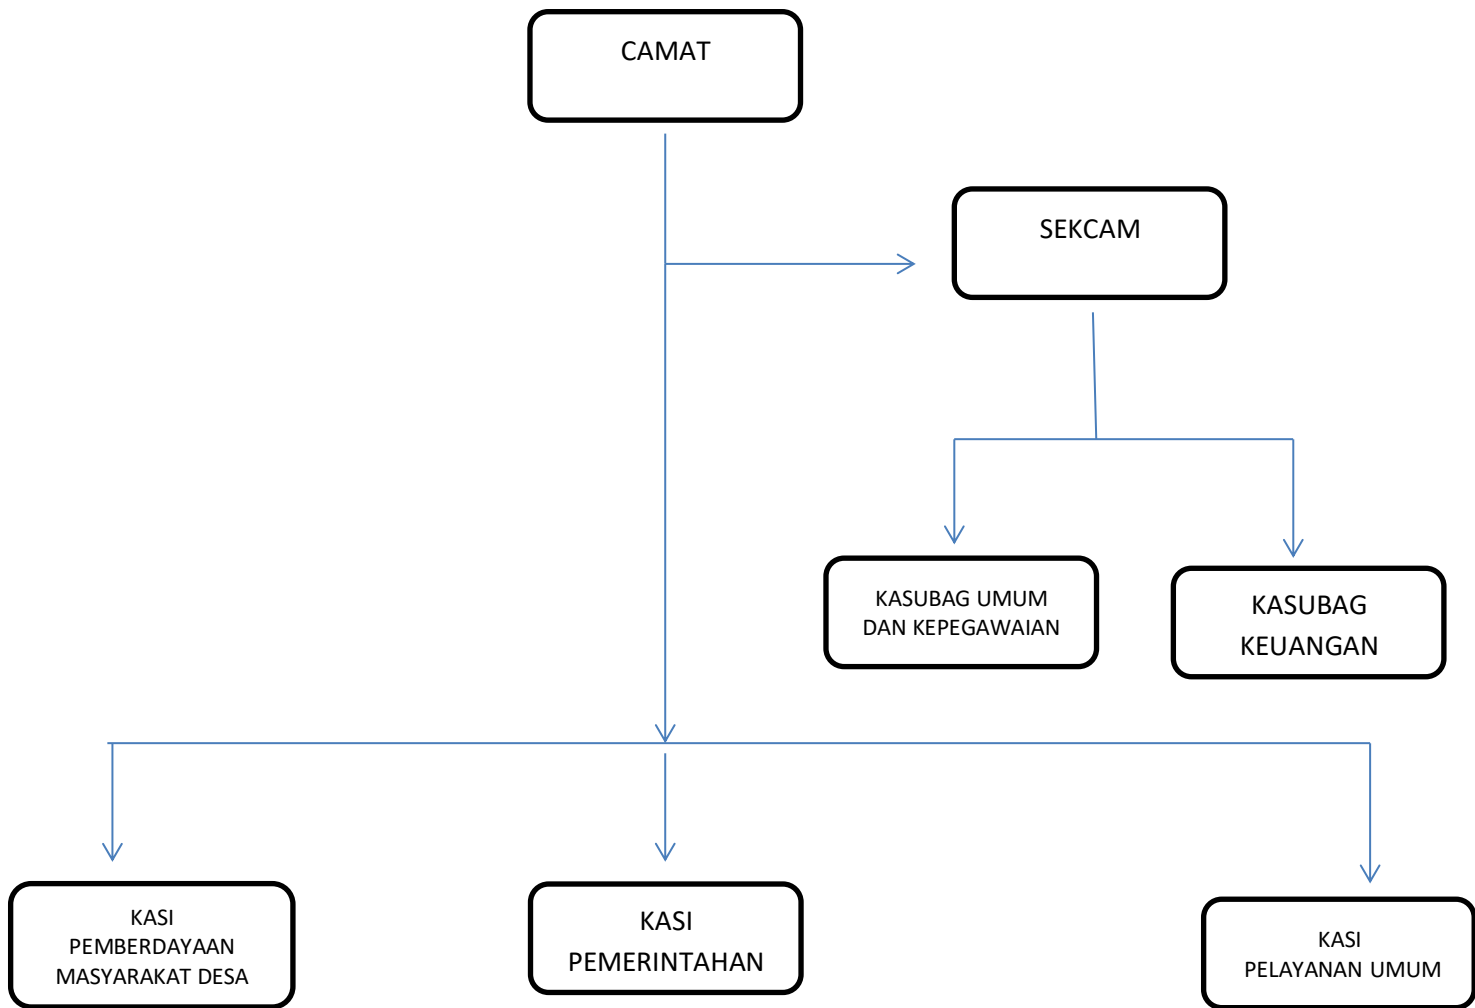 CAMAT
SEKCAM
KASUBAG UMUM
DAN KEPEGAWAIAN
KASUBAG
KEUANGAN
KASI
PEMBERDAYAAN
MASYARAKAT DESA
KASI
PEMERINTAHAN
KASI
PELAYANAN UMUM